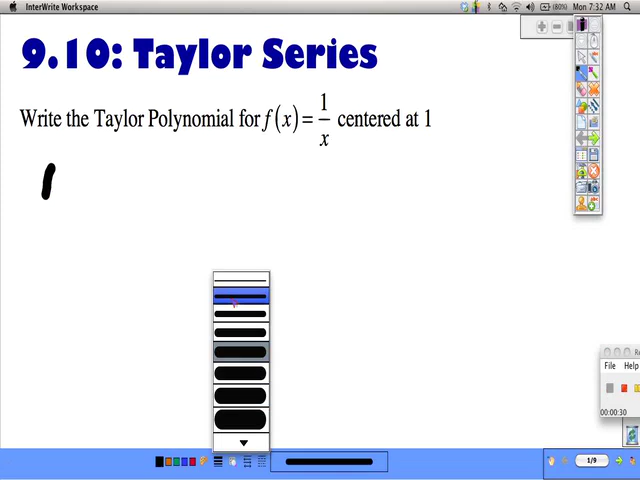 InterWrite Workspace
(80%) Mon 7:32 AM
9.10: Taylor Series
Write the Taylor Polynomial for f(x) = 1/x centered at 1
File Help
00:00:30
1/9